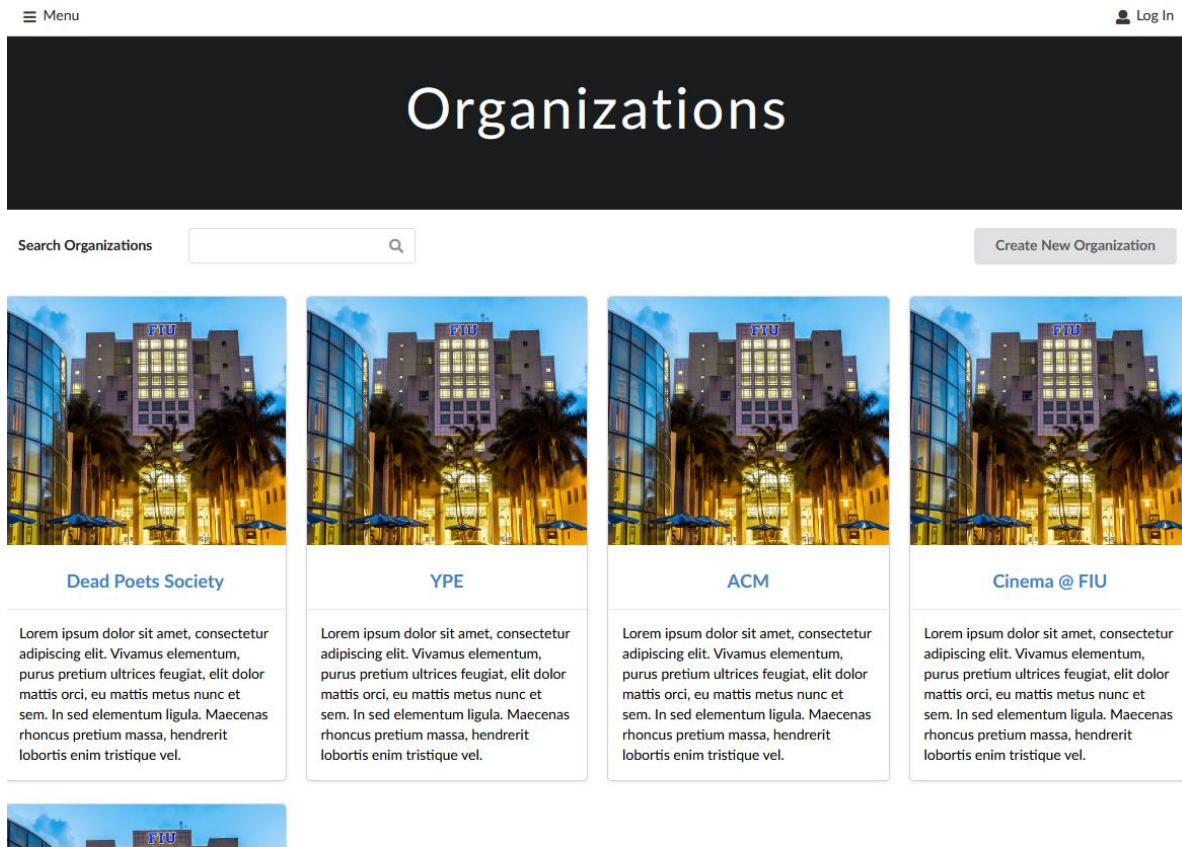 Menu
Log In
Organizations
Search Organizations
Create New Organization
FIU
FIU
FIU
FIU
Dead Poets Society
Lorem ipsum dolor sit amet, consectetur
adipiscing elit. Vivamus elementum,
purus pretium ultrices feugiat, elit dolor
mattis orci, eu mattis metus nunc et
sem. In sed elementum ligula. Maecenas
rhoncus pretium massa, hendrerit
lobortis enim tristique vel.
YPE
Lorem ipsum dolor sit amet, consectetur
adipiscing elit. Vivamus elementum,
purus pretium ultrices feugiat, elit dolor
mattis orci, eu mattis metus nunc et
sem. In sed elementum ligula. Maecenas
rhoncus pretium massa, hendrerit
lobortis enim tristique vel.
ACM
Lorem ipsum dolor sit amet, consectetur
adipiscing elit. Vivamus elementum,
purus pretium ultrices feugiat, elit dolor
mattis orci, eu mattis metus nunc et
sem. In sed elementum ligula. Maecenas
rhoncus pretium massa, hendrerit
lobortis enim tristique vel.
Cinema @ FIU
Lorem ipsum dolor sit amet, consectetur
adipiscing elit. Vivamus elementum,
purus pretium ultrices feugiat, elit dolor
mattis orci, eu mattis metus nunc et
sem. In sed elementum ligula. Maecenas
rhoncus pretium massa, hendrerit
lobortis enim tristique vel.
FIU